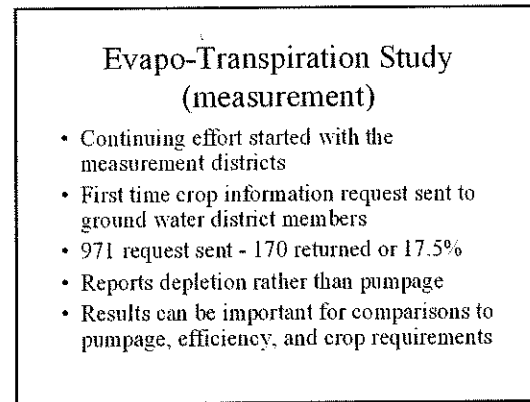 Evapo-Transpiration Study
(measurement)
• Continuing effort started with the
measurement districts
• First time crop information request sent to
ground water district members
• 971 request sent - 170 returned or 17.5%
• Reports depletion rather than pumpage
• Results can be important for comparisons to
pumpage, efficiency, and crop requirements